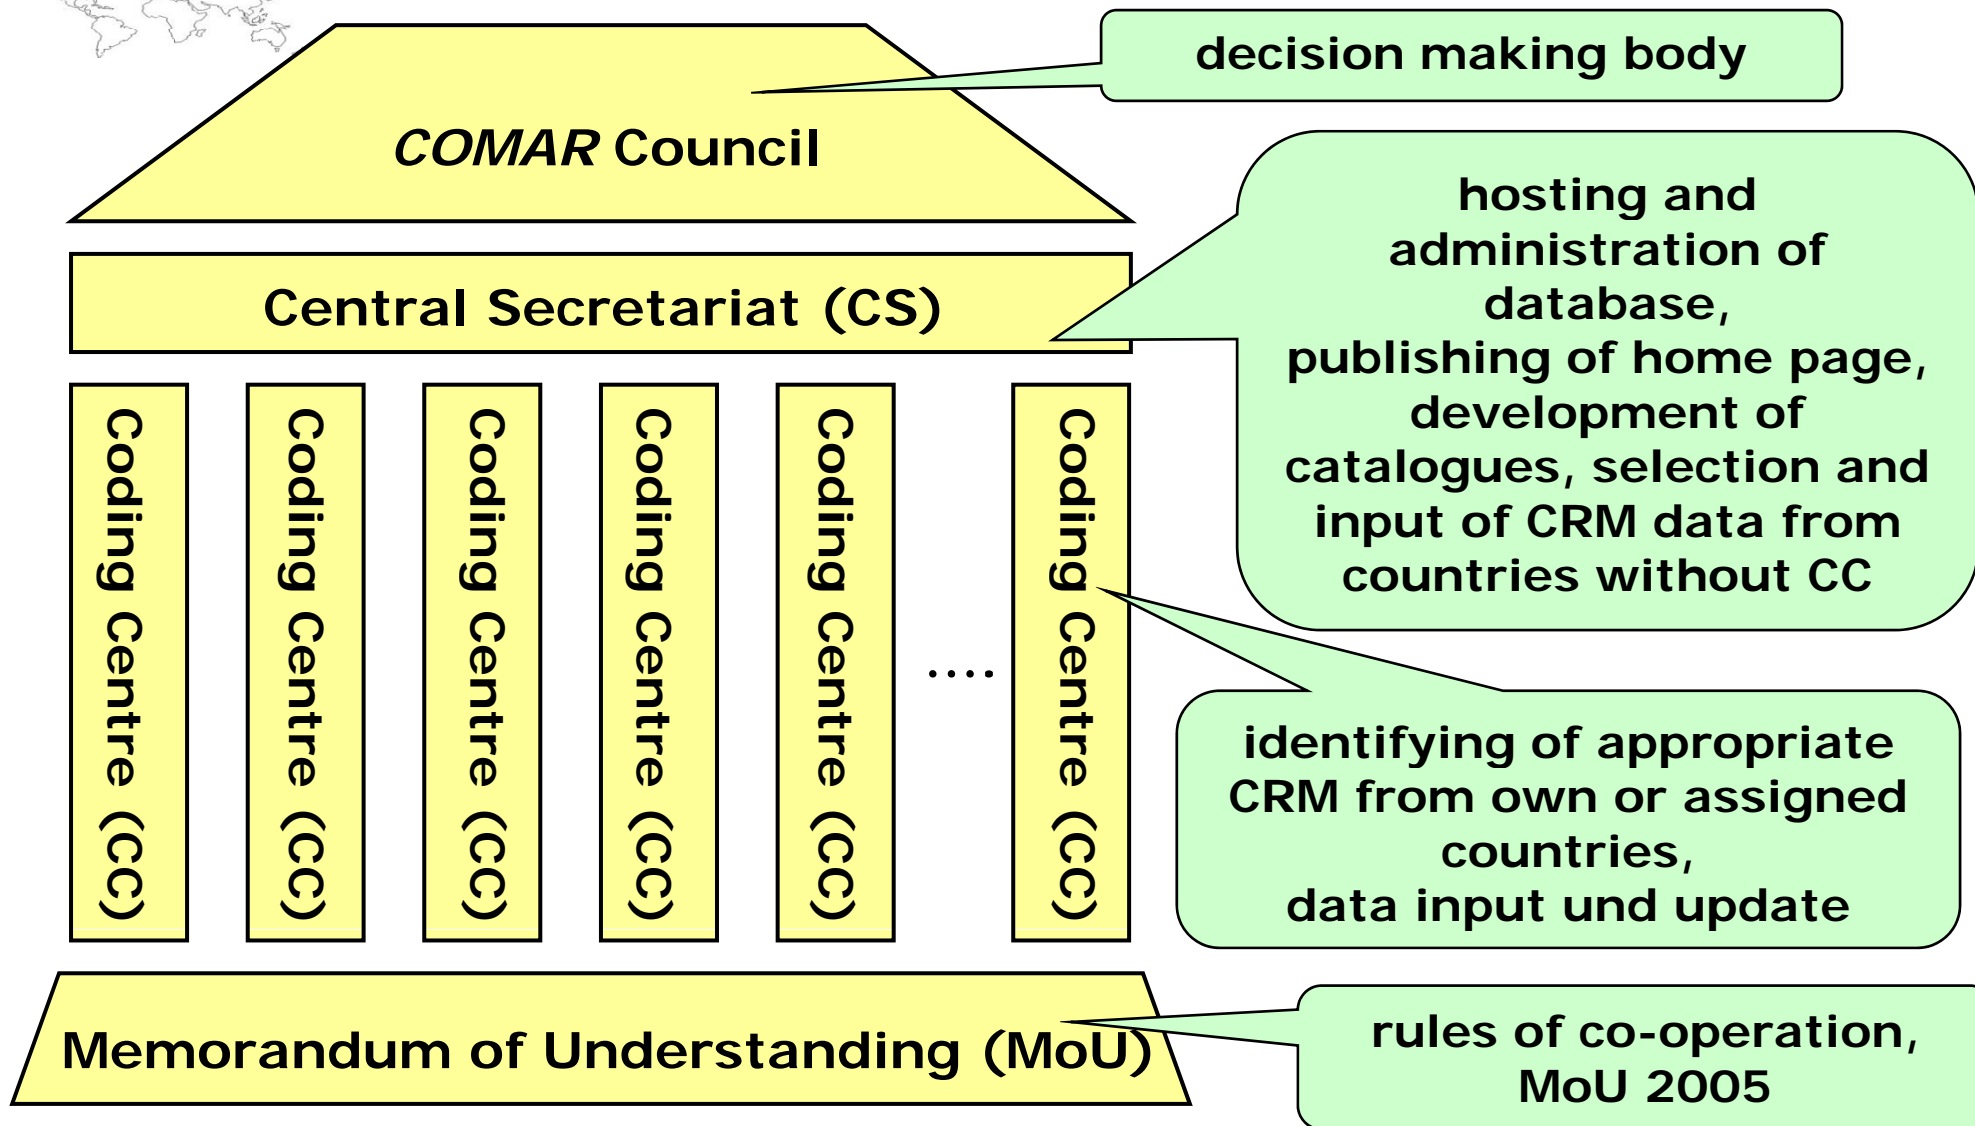 decision making body
COMAR Council
hosting and
administration of
database,
publishing of home page,
development of
catalogues, selection and
input of CRM data from
countries without CC
Central Secretariat (CS)
Coding Centre (CC)
Coding Centre (CC)
Coding Centre (CC)
Coding Centre (CC)
Coding Centre (CC)
....
Coding Centre (CC)
identifying of appropriate
CRM from own or assigned
countries,
data input und update
Memorandum of Understanding (MoU)
rules of co-operation,
MoU 2005